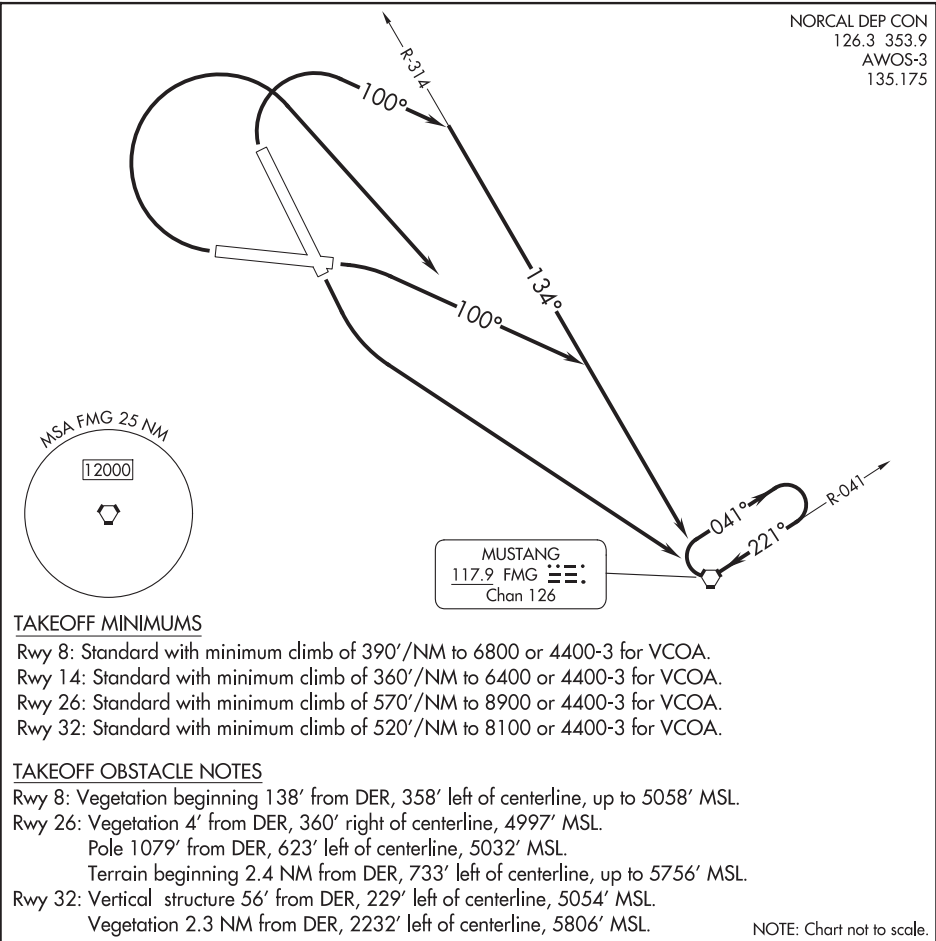 NORCAL DEP CON
126.3 353.9
AWOS-3
135.175
R-314
100°
134°
100°
MSA FMG 25 NM
12000
041°
R-041
221°
MUSTANG
117.9 FMG
Chan 126
TAKEOFF MINIMUMS
Rwy 8: Standard with minimum climb of 390'/NM to 6800 or 4400-3 for VCOA.
Rwy 14: Standard with minimum climb of 360'/NM to 6400 or 4400-3 for VCOA.
Rwy 26: Standard with minimum climb of 570'/NM to 8900 or 4400-3 for VCOA.
Rwy 32: Standard with minimum climb of 520'/NM to 8100 or 4400-3 for VCOA.
TAKEOFF OBSTACLE NOTES
Rwy 8: Vegetation beginning 138' from DER, 358' left of centerline, up to 5058' MSL.
Rwy 26: Vegetation 4' from DER, 360' right of centerline, 4997' MSL.
Pole 1079' from DER, 623' left of centerline, 5032' MSL.
Terrain beginning 2.4 NM from DER, 733' left of centerline, up to 5756' MSL.
Rwy 32: Vertical structure 56' from DER, 229' left of centerline, 5054' MSL.
Vegetation 2.3 NM from DER, 2232' left of centerline, 5806' MSL.
NOTE: Chart not to scale.